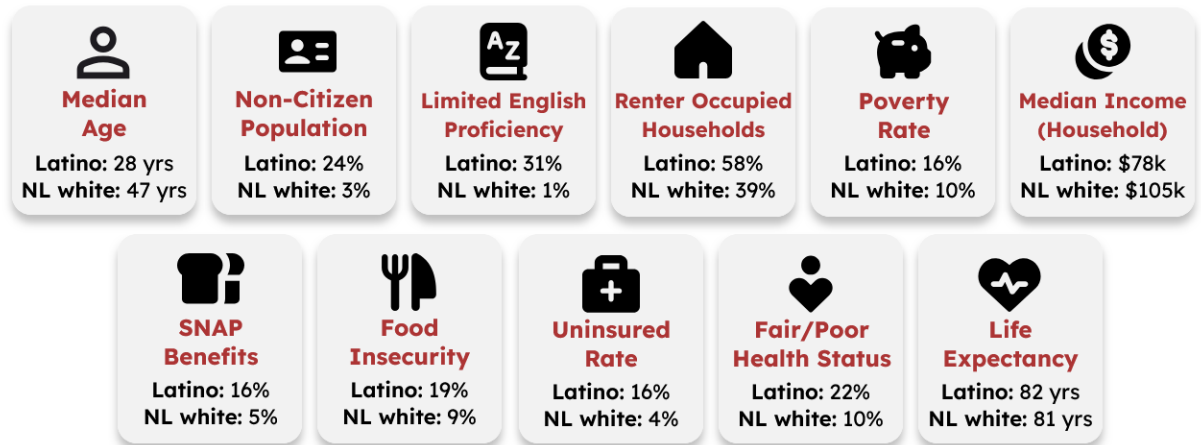 A Z
$
Median
Age
Latino: 28 yrs
NL white: 47 yrs
Non-Citizen
Population
Latino: 24%
NL white: 3%
Limited English
Proficiency
Latino: 31%
NL white: 1%
Renter Occupied
Households
Latino: 58%
NL white: 39%
Poverty
Rate
Latino: 16%
NL white: 10%
Median Income
(Household)
Latino: $78k
NL white: $105k
SNAP
Benefits
Latino: 16%
NL white: 5%
Food
Insecurity
Latino: 19%
NL white: 9%
Uninsured
Rate
Latino: 16%
NL white: 4%
Fair/Poor
Health Status
Latino: 22%
NL white: 10%
Life
Expectancy
Latino: 82 yrs
NL white: 81 yrs